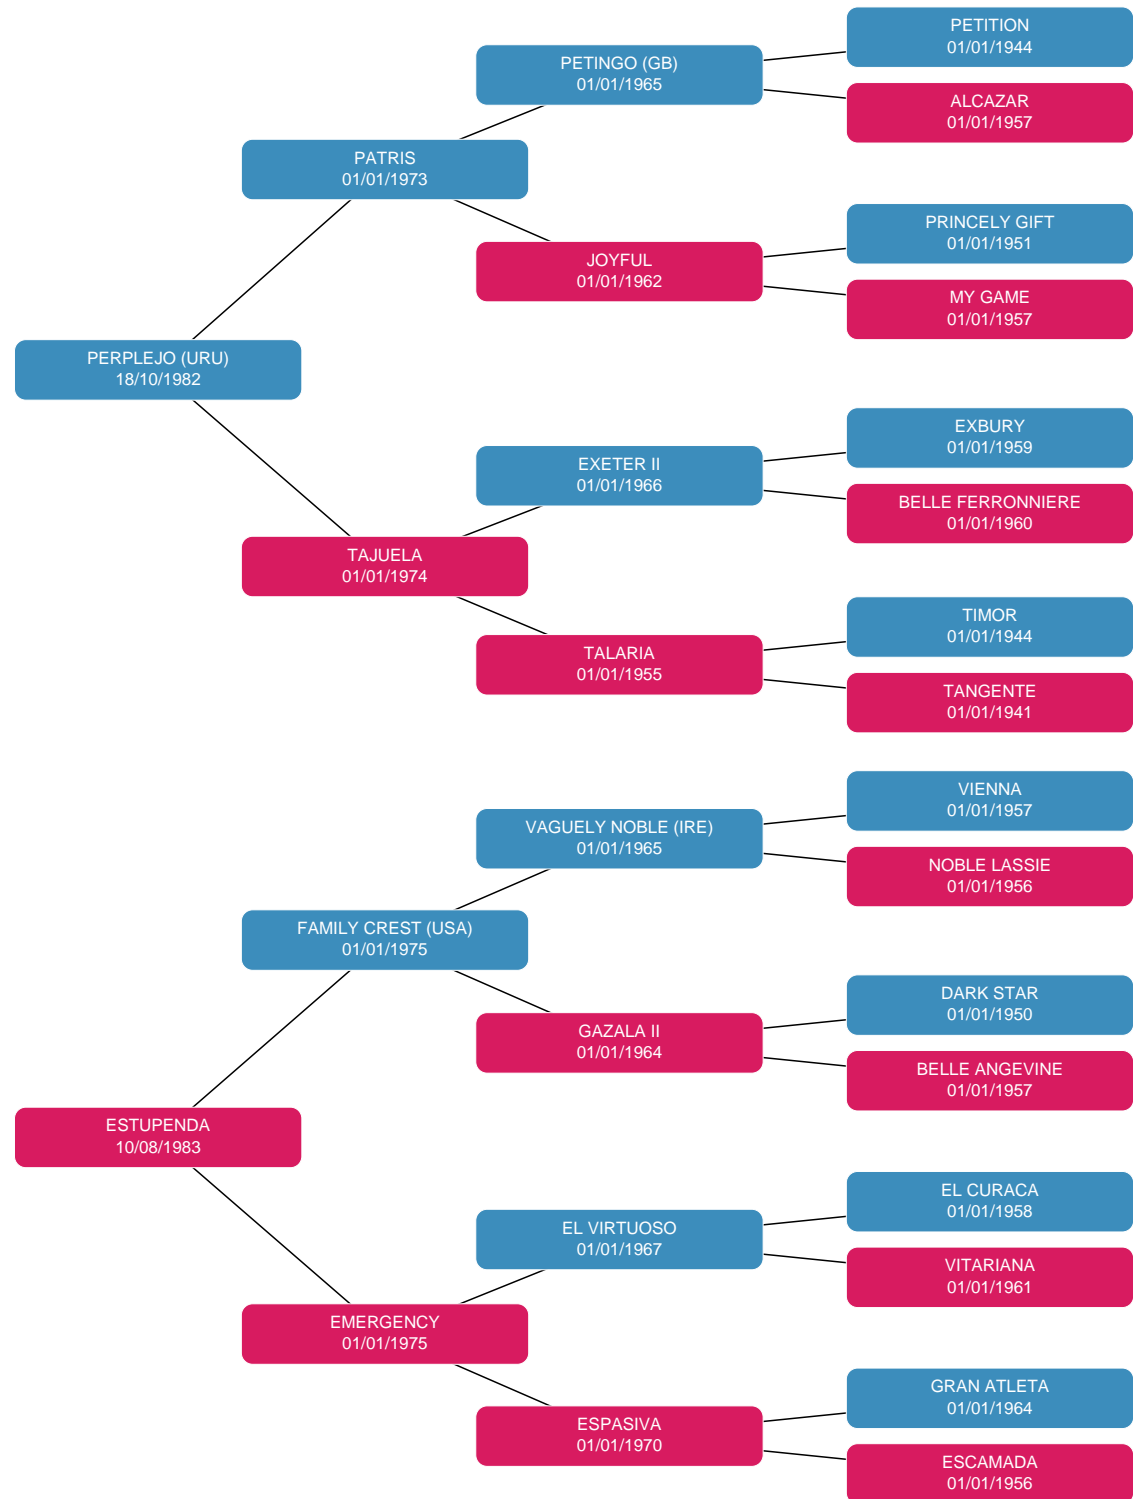 PETITION
01/01/1944
PETINGO (GB)
01/01/1965
ALCAZAR
01/01/1957
PATRIS
01/01/1973
PRINCELY GIFT
01/01/1951
JOYFUL
01/01/1962
MY GAME
01/01/1957
PERPLEJO (URU)
18/10/1982
EXBURY
01/01/1959
EXETER II
01/01/1966
BELLE FERRONNIERE
01/01/1960
TAJUELA
01/01/1974
TIMOR
01/01/1944
TALARIA
01/01/1955
TANGENTE
01/01/1941
VIENNA
01/01/1957
VAGUELY NOBLE (IRE)
01/01/1965
NOBLE LASSIE
01/01/1956
FAMILY CREST (USA)
01/01/1975
DARK STAR
01/01/1950
GAZALA II
01/01/1964
BELLE ANGEVINE
01/01/1957
ESTUPENDA
10/08/1983
EL CURACA
01/01/1958
EL VIRTUOSO
01/01/1967
VITARIANA
01/01/1961
EMERGENCY
01/01/1975
GRAN ATLETA
01/01/1964
ESPASIVA
01/01/1970
ESCAMADA
01/01/1956